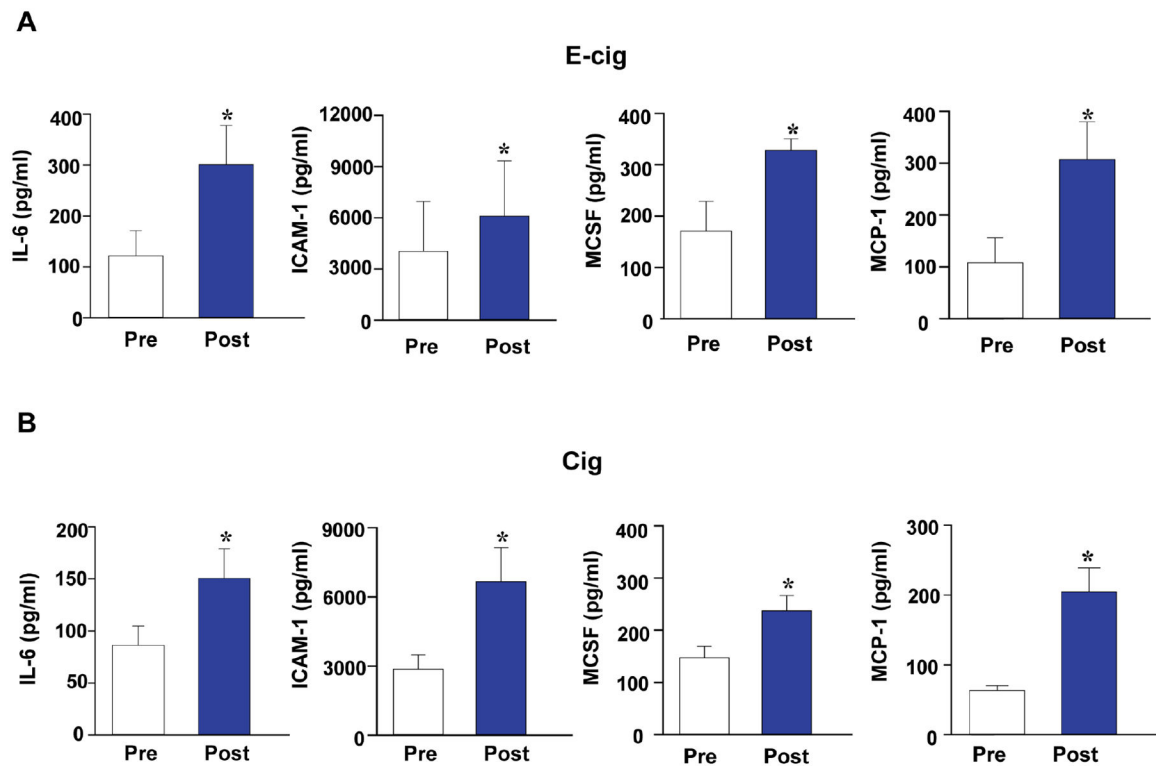 A
E-cig
IL-6 (pg/ml)
400
300
200
100
0
*
Pre Post
ICAM-1 (pg/ml)
12000
9000
6000
3000
0
*
Pre Post
MCSF (pg/ml)
400
300
200
100
0
*
Pre Post
MCP-1 (pg/ml)
400
300
200
100
0
*
Pre Post
B
Cig
IL-6 (pg/ml)
200
150
100
50
0
*
Pre Post
ICAM-1 (pg/ml)
9000
6000
3000
0
*
Pre Post
MCSF (pg/ml)
400
300
200
100
0
*
Pre Post
MCP-1 (pg/ml)
300
200
100
0
*
Pre Post